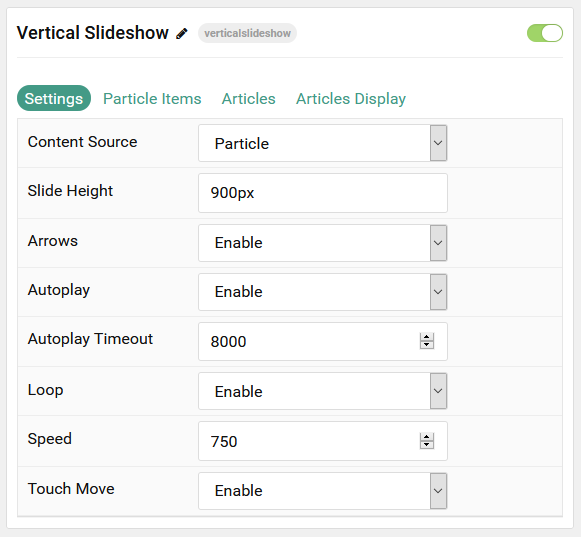 Vertical Slideshow verticalslideshow
Settings Particle Items Articles Articles Display
Content Source Particle
Slide Height 900px
Arrows Enable
Autoplay Enable
Autoplay Timeout 8000
Loop Enable
Speed 750
Touch Move Enable